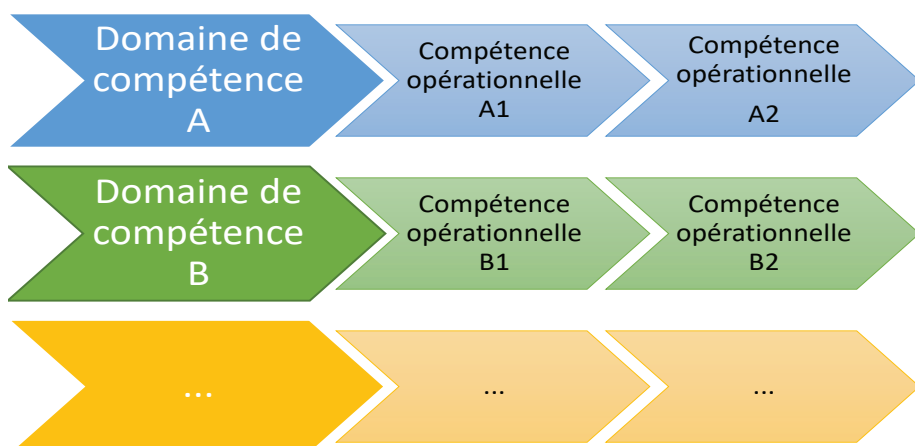 Domaine de
compétence
A
Compétence
opérationnelle
A1
Compétence
opérationnelle
A2
Domaine de
compétence
B
Compétence
opérationnelle
B1
Compétence
opérationnelle
B2
...
...
...